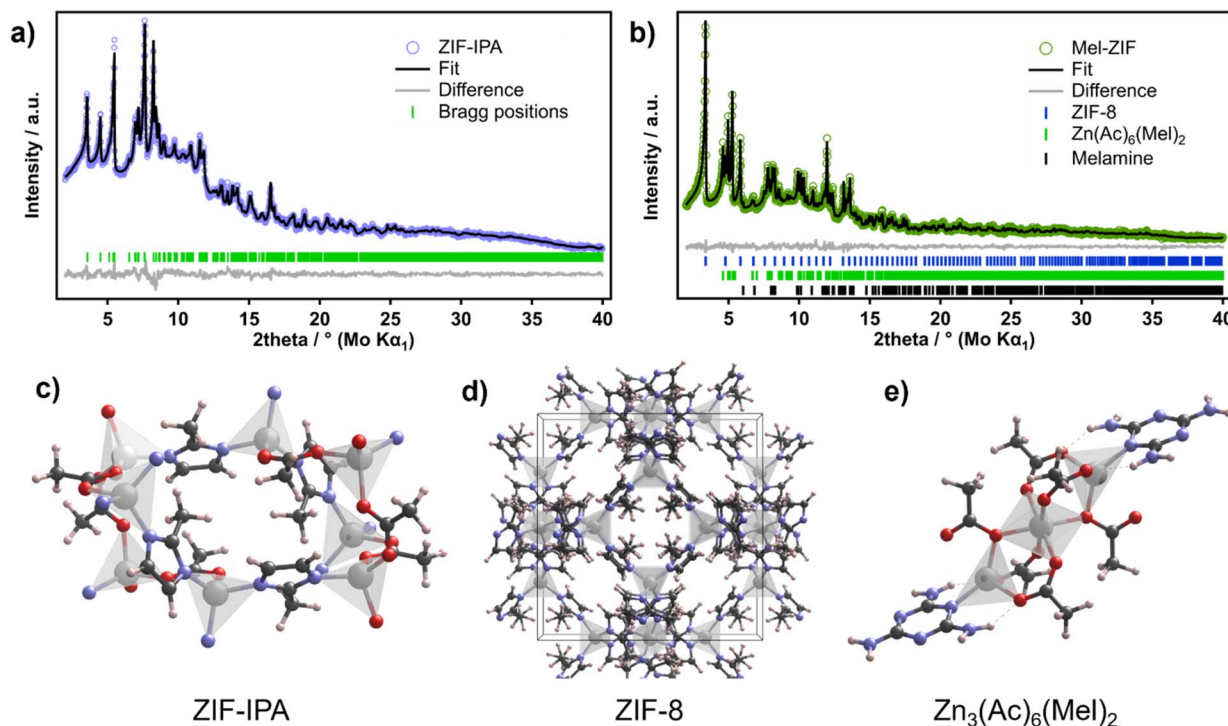 a)
ZIF-IPA
Fit
Difference
Bragg positions
Intensity / a.u.
5 10 15 20 25 30 35 40
2theta / ° (Mo Kα₁)
b)
Mel-ZIF
Fit
Difference
ZIF-8
Zn(Ac)₆(Mel)₂
Melamine
Intensity / a.u.
5 10 15 20 25 30 35 40
2theta / ° (Mo Kα₁)
c)
d)
e)
ZIF-IPA
ZIF-8
Zn₃(Ac)₆(Mel)₂